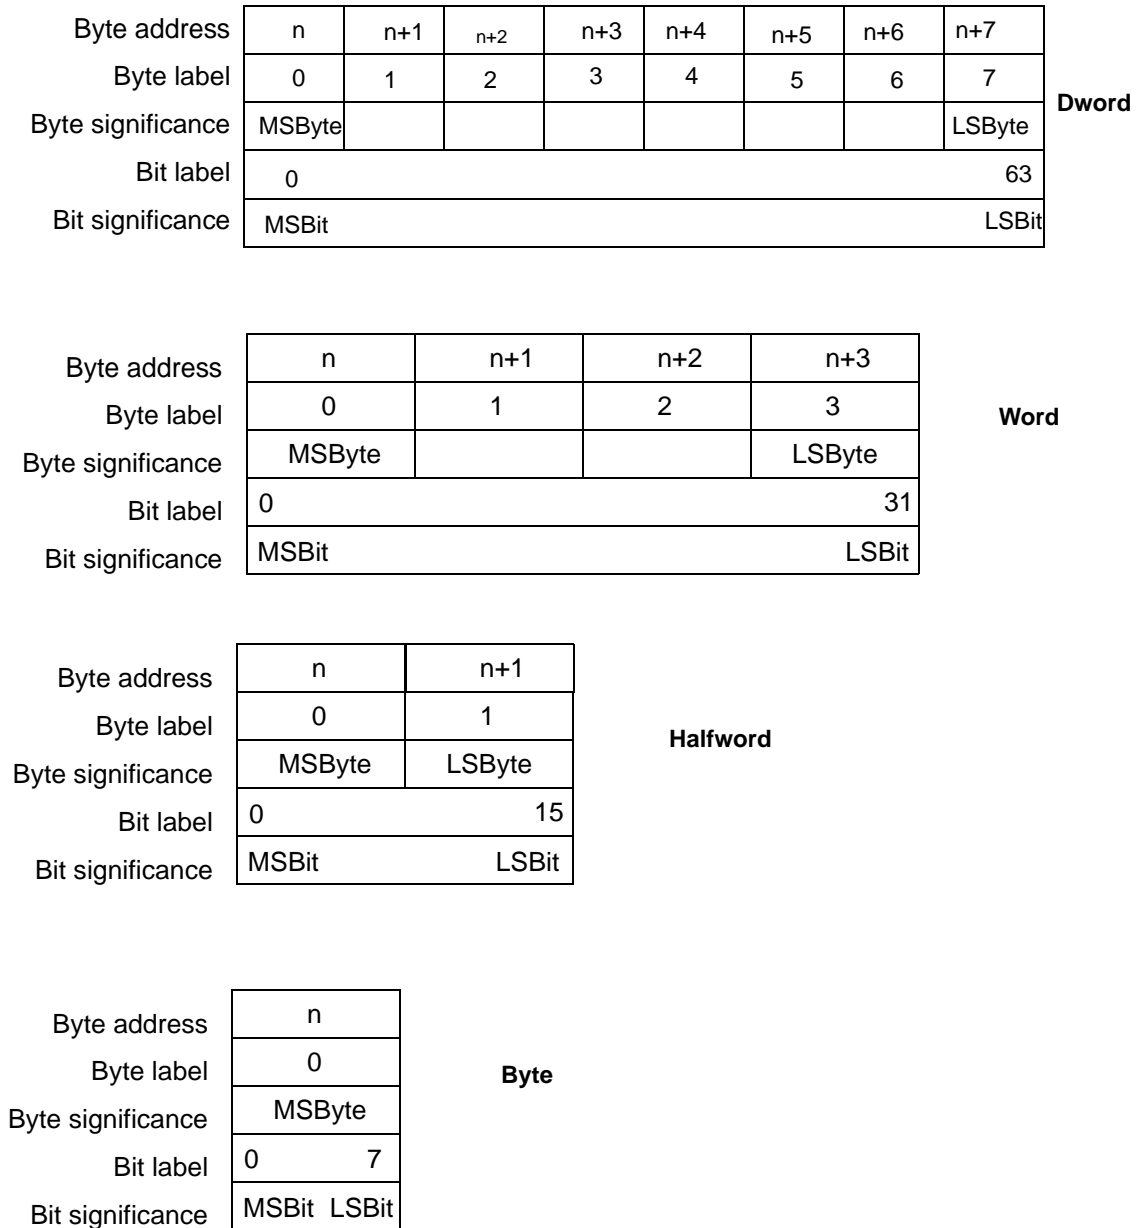 Byte address n n+1 n+2 n+3 n+4 n+5 n+6 n+7
Byte label 0 1 2 3 4 5 6 7
Dword
Byte significance MSByte LSByte
Bit label 0 63
Bit significance MSBit LSBit
Byte address n n+1 n+2 n+3
Byte label 0 1 2 3
Word
Byte significance MSByte LSByte
Bit label 0 31
Bit significance MSBit LSBit
Byte address n n+1
Byte label 0 1
Halfword
Byte significance MSByte LSByte
Bit label 0 15
Bit significance MSBit LSBit
Byte address n
Byte label 0
Byte
Byte significance MSByte
Bit label 0 7
Bit significance MSBit LSBit